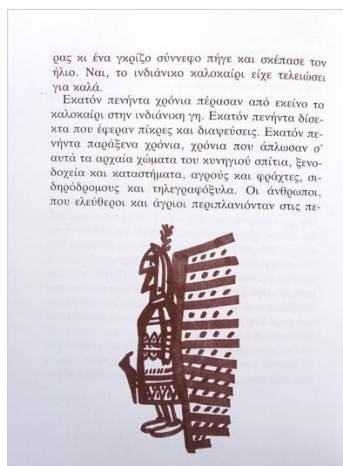 ρας κι ένα γκρίζο σύννεφο πήγε και σκέπασε τον
ήλιο. Ναι, το ινδιάνικο καλοκαίρι είχε τελειώσει
για καλά.
Εκατόν πενήντα χρόνια πέρασαν από εκείνο το
καλοκαίρι στην ινδιάνικη γη. Εκατόν πενήντα δίσε-
κτα που έφεραν πίκρες και διαψεύσεις. Εκατόν πε-
νήντα παράξενα χρόνια, χρόνια που άπλωσαν σ'
αυτά τα αρχαία χώματα του κυνηγιού σπίτια, ξενο-
δοχεία και καταστήματα, αγρούς και φράχτες, σι-
δηρόδρομους και τηλεγραφόξυλα. Οι άνθρωποι,
που ελεύθεροι και άγριοι περιπλανιόνταν στις πε-